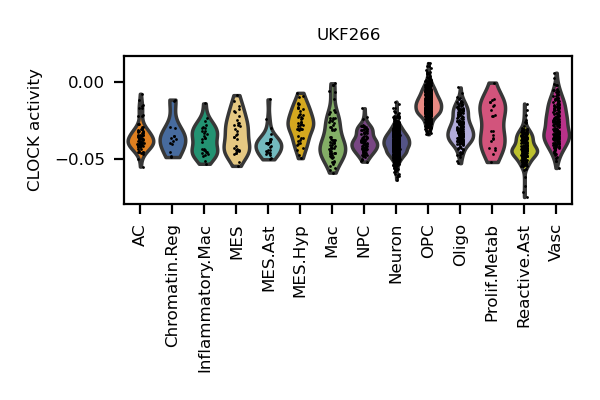 UKF266
CLOCK activity
0.00
−0.05
AC
Chromatin.Reg
Inflammatory.Mac
MES
MES.Ast
MES.Hyp
Mac
NPC
Neuron
OPC
Oligo
Prolif.Metab
Reactive.Ast
Vasc